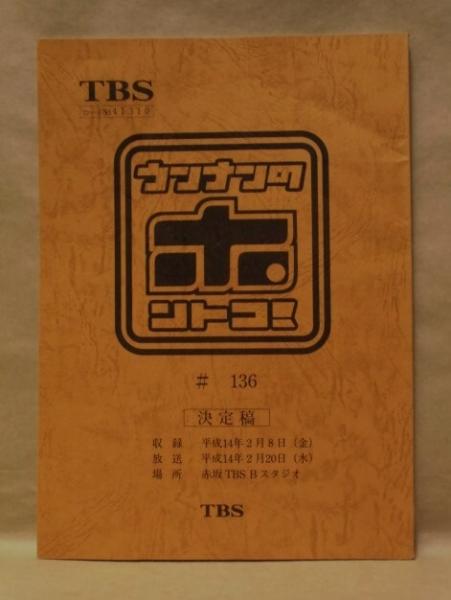 TBS
ウンナンの
ホ
ントコ!
# 136
決定稿
収録 平成14年2月8日(金)
放送 平成14年2月20日(水)
場所 赤坂TBS Bスタジオ
TBS